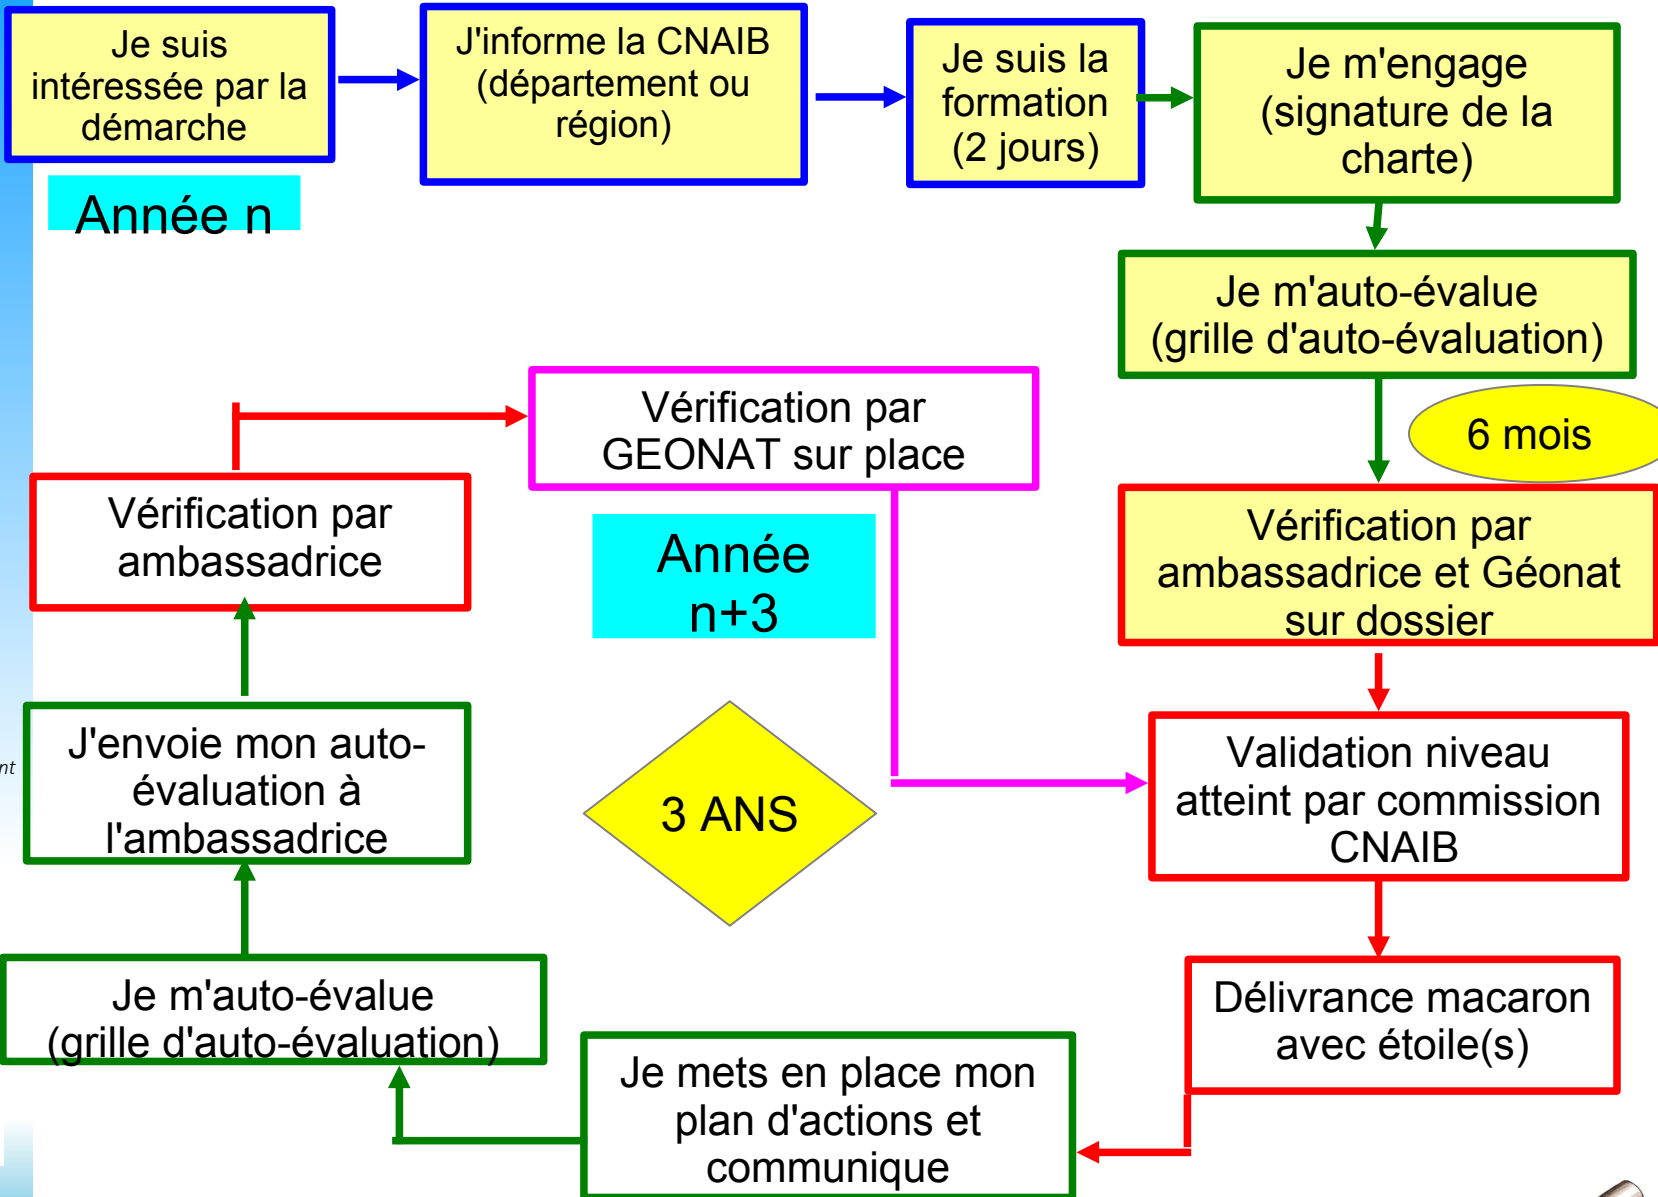 Je suis
intéressée par la
démarche
J'informe la CNAIB
(département ou
région)
Je suis la
formation
(2 jours)
Je m'engage
(signature de la
charte)
Année n
Je m'auto-évalue
(grille d'auto-évaluation)
6 mois
Vérification par
GEONAT sur place
Vérification par
ambassadrice
Année
n+3
Vérification par
ambassadrice et Géonat
sur dossier
J'envoie mon auto-
évaluation à
l'ambassadrice
nt
3 ANS
Validation niveau
atteint par commission
CNAIB
Je m'auto-évalue
(grille d'auto-évaluation)
Délivrance macaron
avec étoile(s)
Je mets en place mon
plan d'actions et
communique